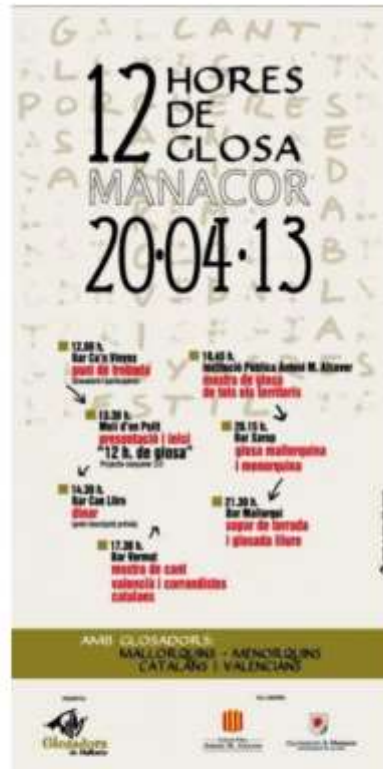 12 HORES
DE
GLOSA
MANACOR
20·04·13
12.00 h.
Bar Ca'n Vinyes
punt de trobada
13.30 h.
Molí d'en Polit
presentació i inici
"12 h. de glosa"
14.30 h.
Bar Can Lliro
dinar
17.30 h.
Bar Vermut
mostra de cant
valencià i corrandistes
catalans
18.45 h.
Institució Pública Antoni M. Alcover
mostra de glosa
de tots els territoris
20.15 h.
glosa mallorquina
i menorquina
21.30 h.
Bar Mallorquí
sopar de torrada
i glosada lliure
AMB GLOSADORS:
MALLORQUINS - MENORQUINS
CATALANS I VALENCIANS
Glosadors
de Mallorca